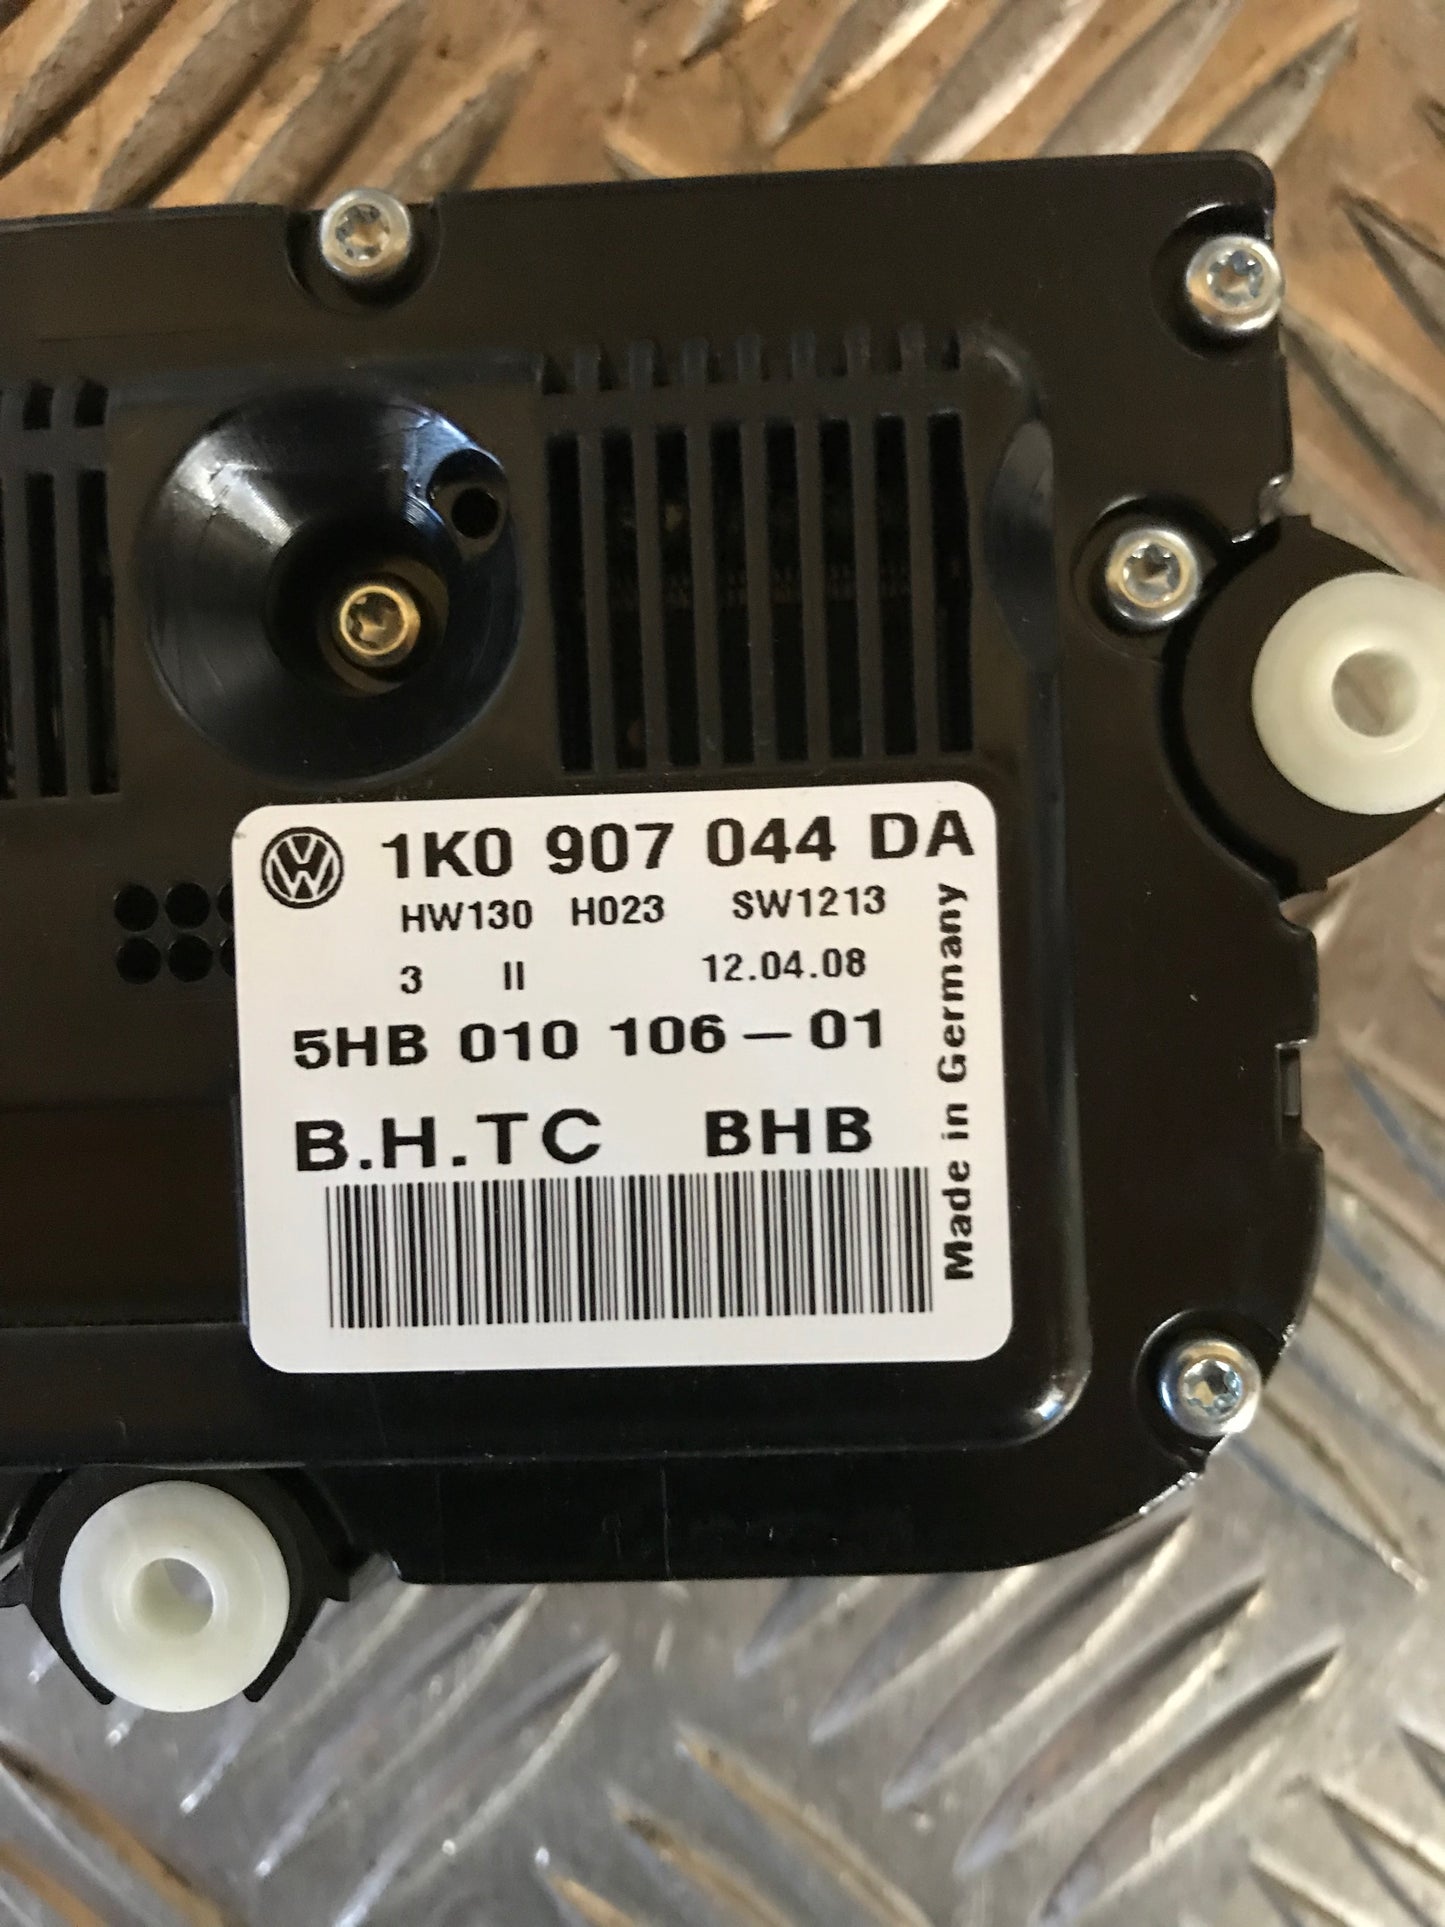 1K0 907 044 DA
HW130 H023 SW1213
3 II 12.04.08
5HB 010 106-01
B.H.TC BHB
Made in Germany